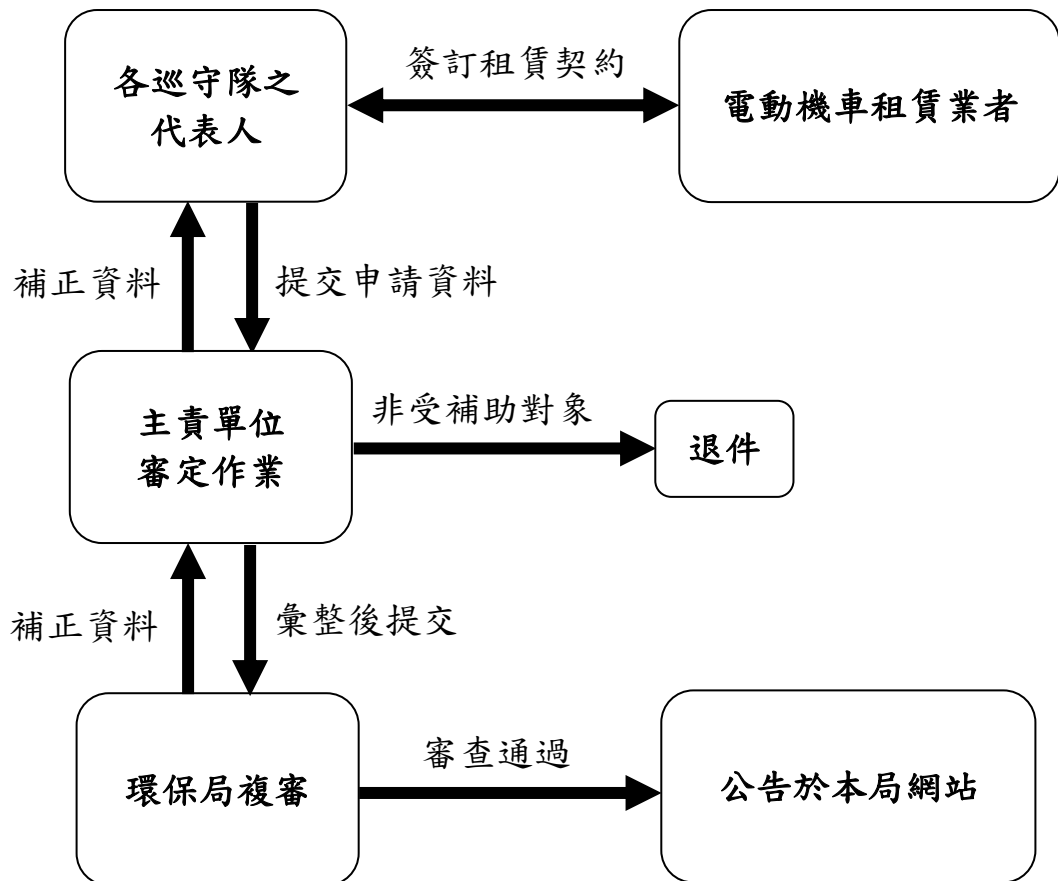 各巡守隊之
代表人
簽訂租賃契約
電動機車租賃業者
補正資料
提交申請資料
主責單位
審定作業
非受補助對象
退件
補正資料
彙整後提交
環保局複審
審查通過
公告於本局網站